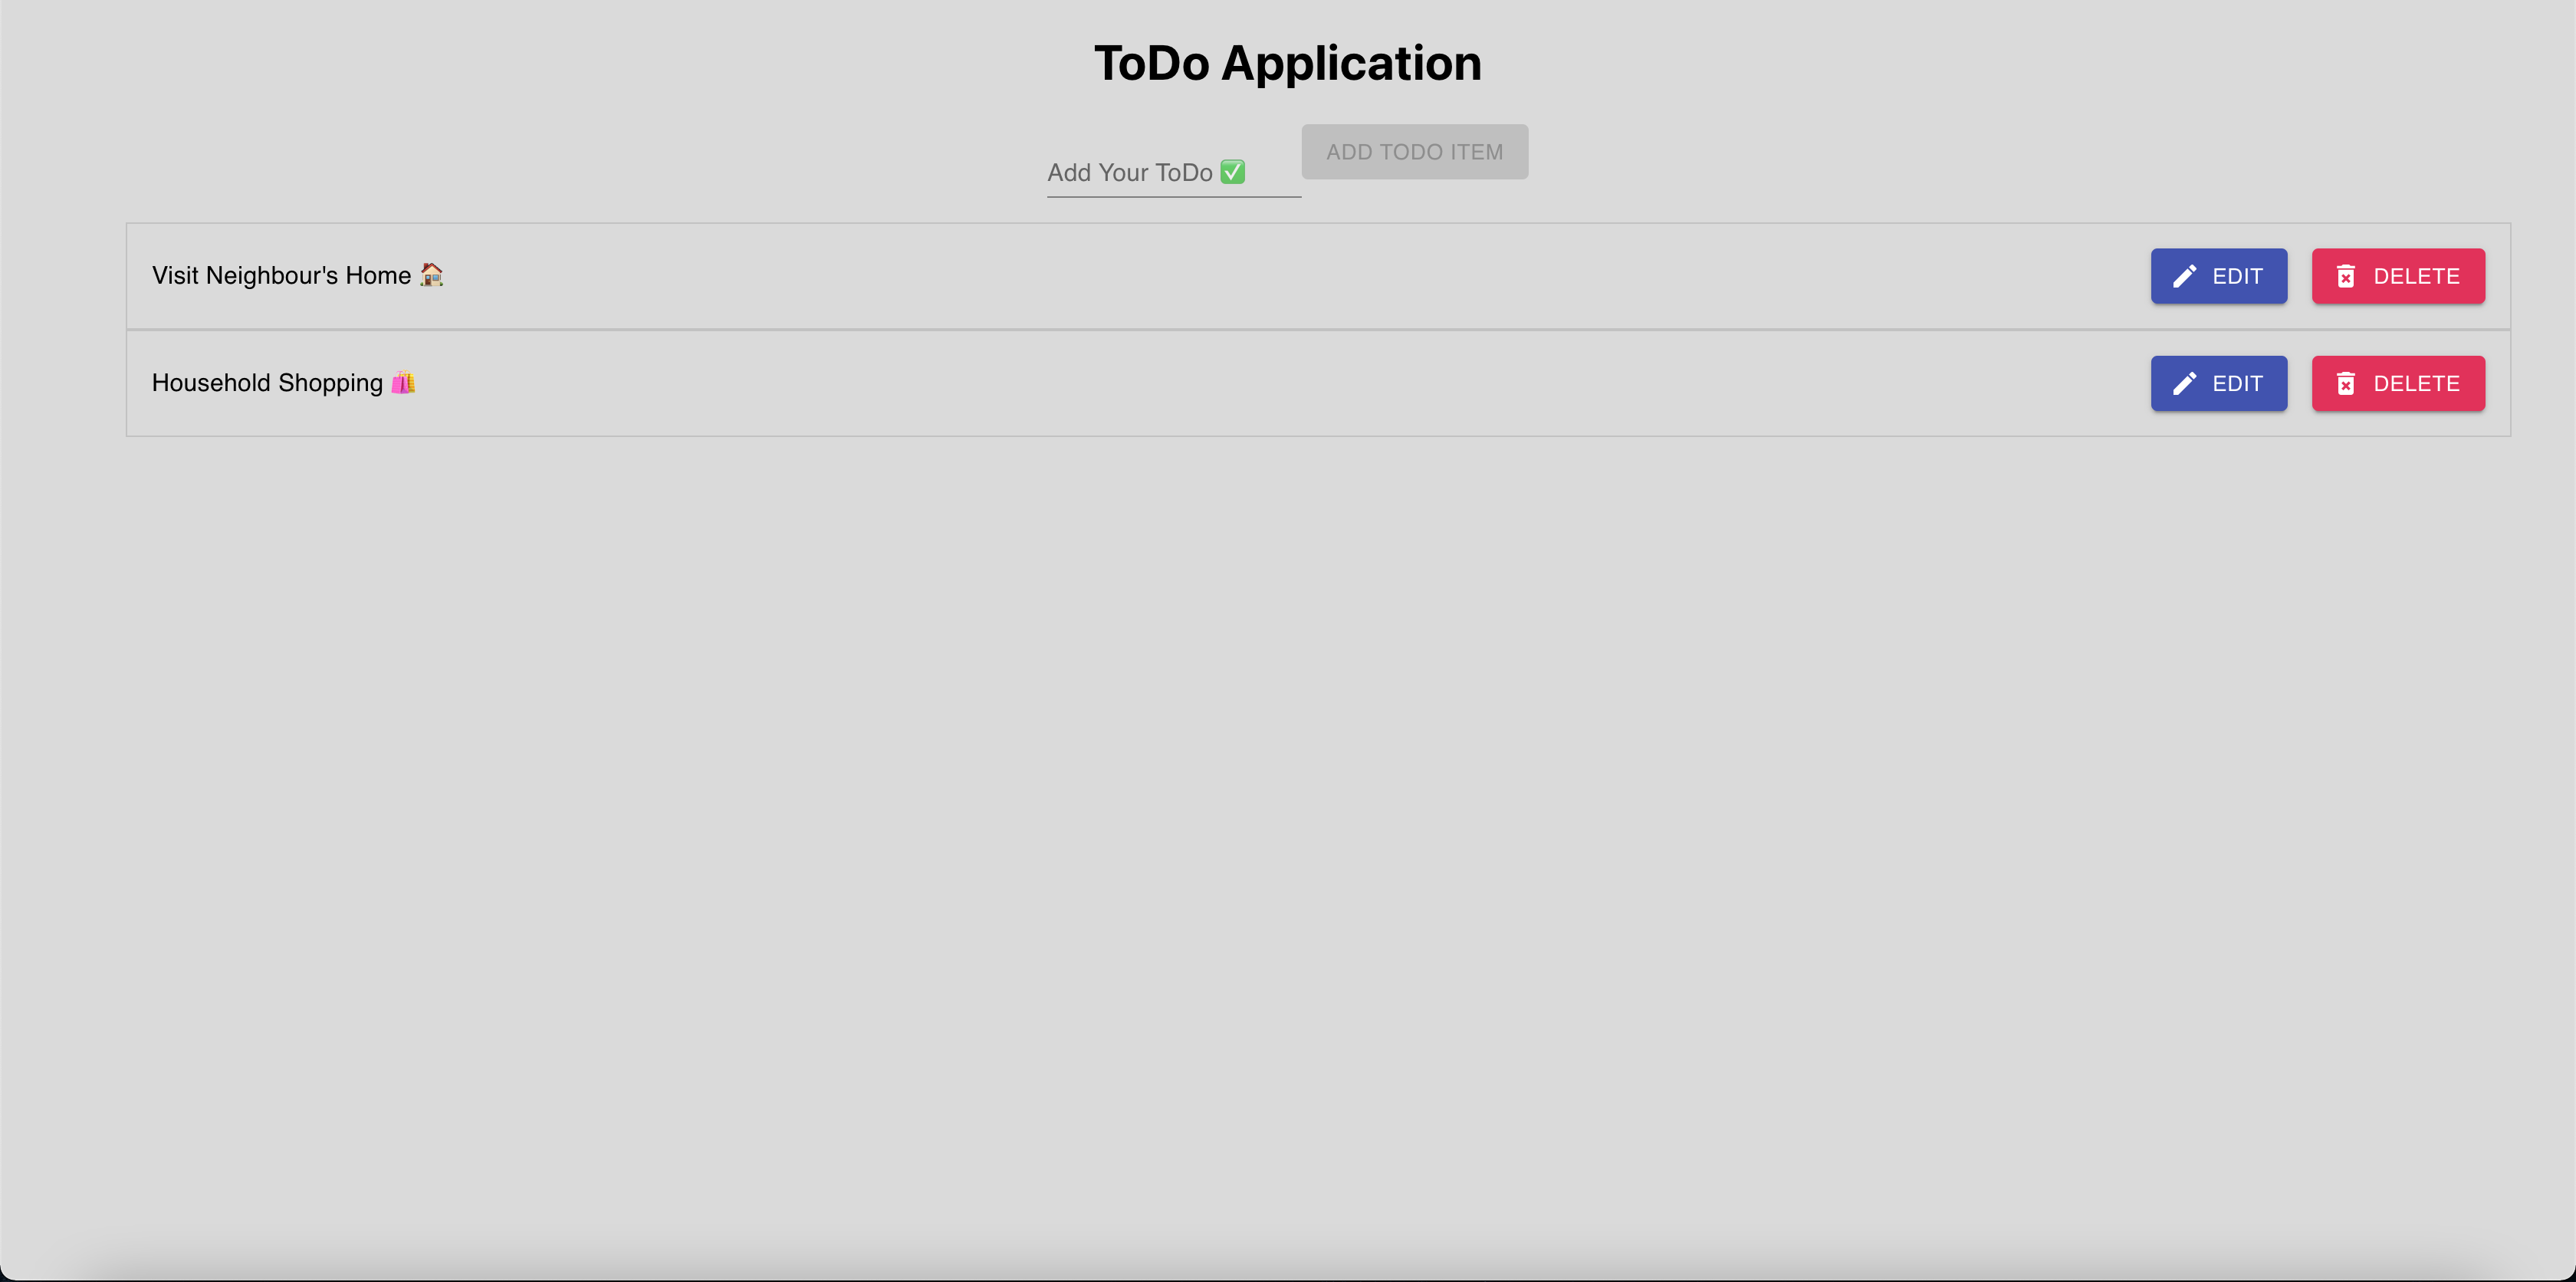 ToDo Application
Add Your ToDo ✅
ADD TODO ITEM
Visit Neighbour's Home 🏠
EDIT
DELETE
Household Shopping 🛍️
EDIT
DELETE